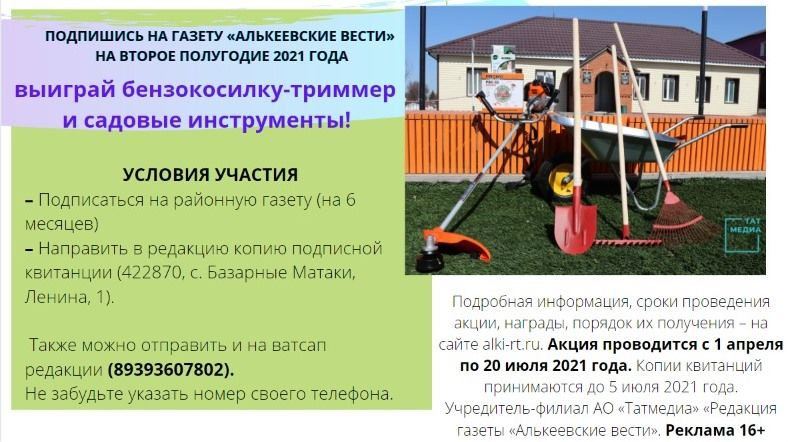 ПОДПИШИСЬ НА ГАЗЕТУ «АЛЬКЕЕВСКИЕ ВЕСТИ»
НА ВТОРОЕ ПОЛУГОДИЕ 2021 ГОДА
выиграй бензокосилку-триммер
и садовые инструменты!
УСЛОВИЯ УЧАСТИЯ
– Подписаться на районную газету (на 6
месяцев)
– Направить в редакцию копию подписной
квитанции (422870, с. Базарные Матаки,
Ленина, 1).
Также можно отправить и на ватсап
редакции (89393607802).
Не забудьте указать номер своего телефона.
ТАТ
МЕДИА
Подробная информация, сроки проведения
акции, награды, порядок их получения – на
сайте alki-rt.ru. Акция проводится с 1 апреля
по 20 июля 2021 года. Копии квитанций
принимаются до 5 июля 2021 года.
Учредитель-филиал АО «Татмедиа» «Редакция
газеты «Алькеевские вести». Реклама 16+